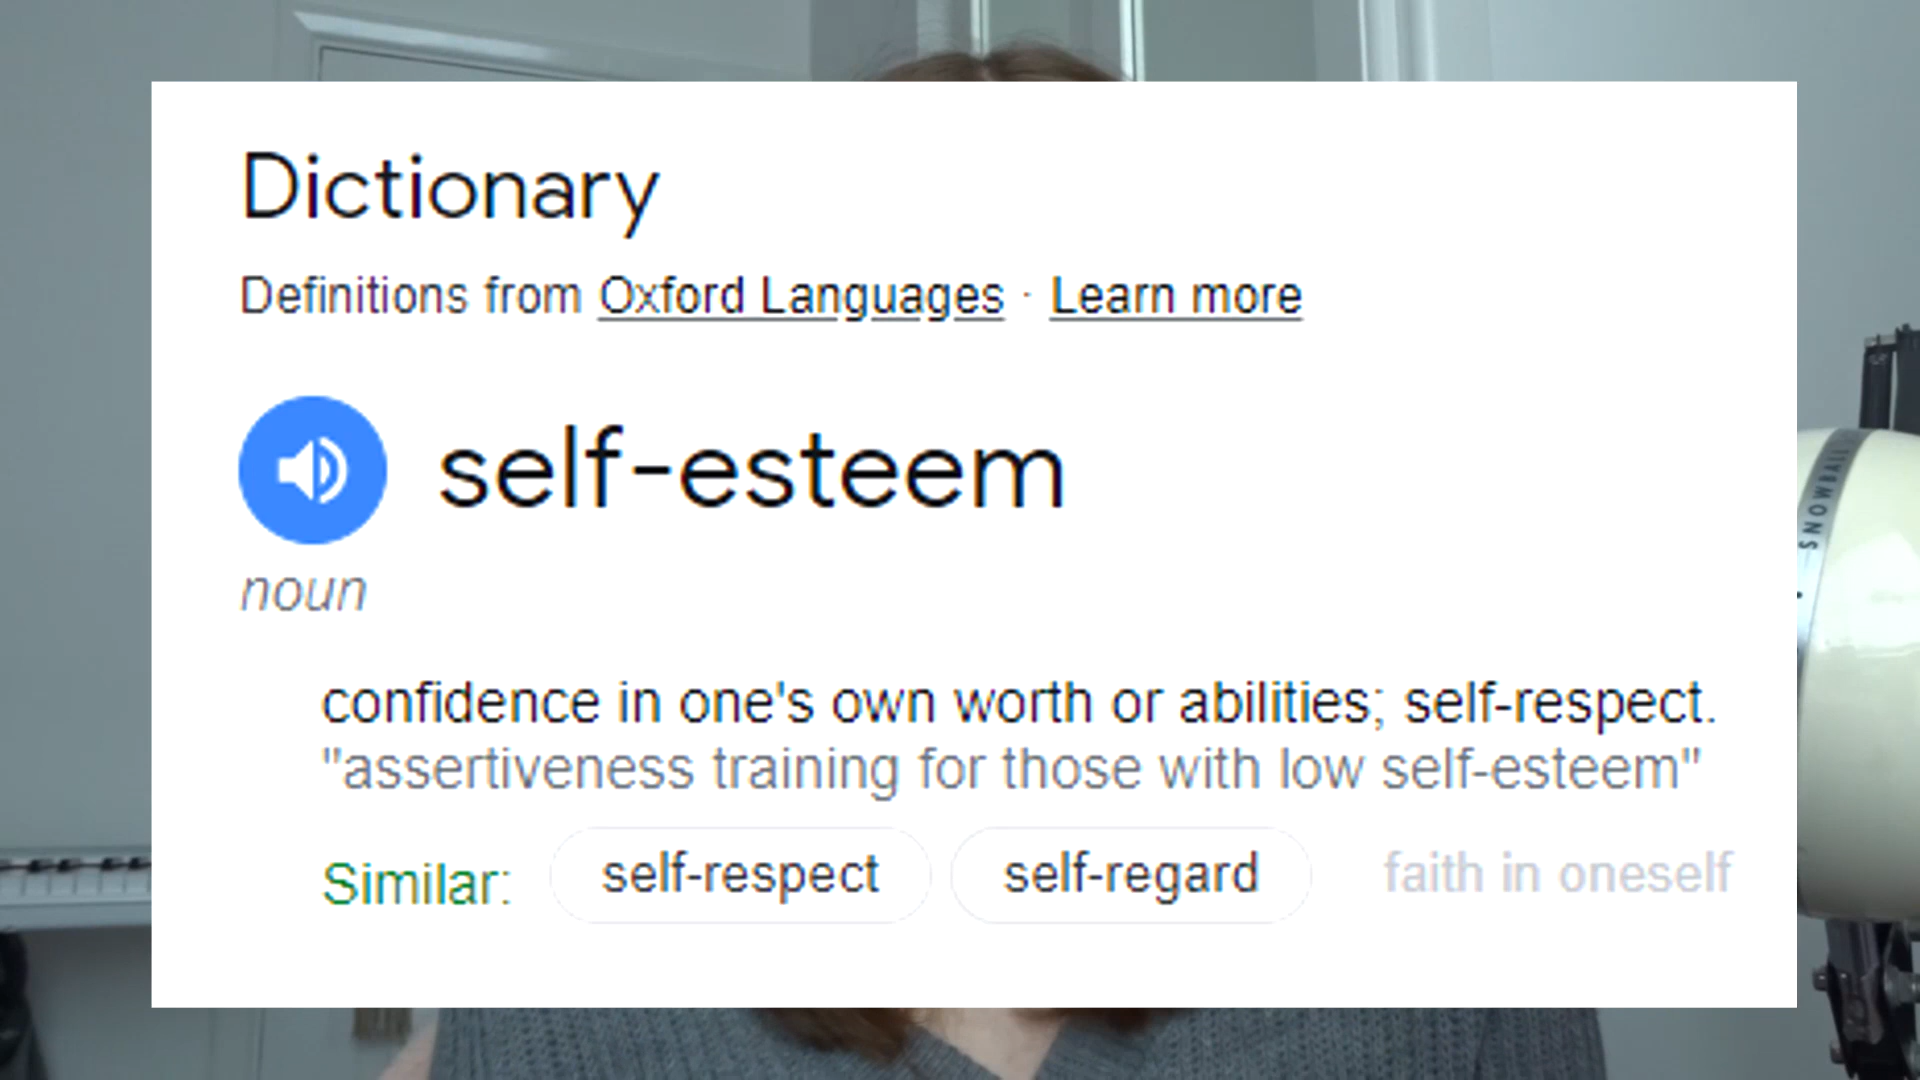 Dictionary
Definitions from Oxford Languages · Learn more
self-esteem
noun
confidence in one's own worth or abilities; self-respect.
"assertiveness training for those with low self-esteem"
Similar: self-respect self-regard faith in oneself
SNOWBALL